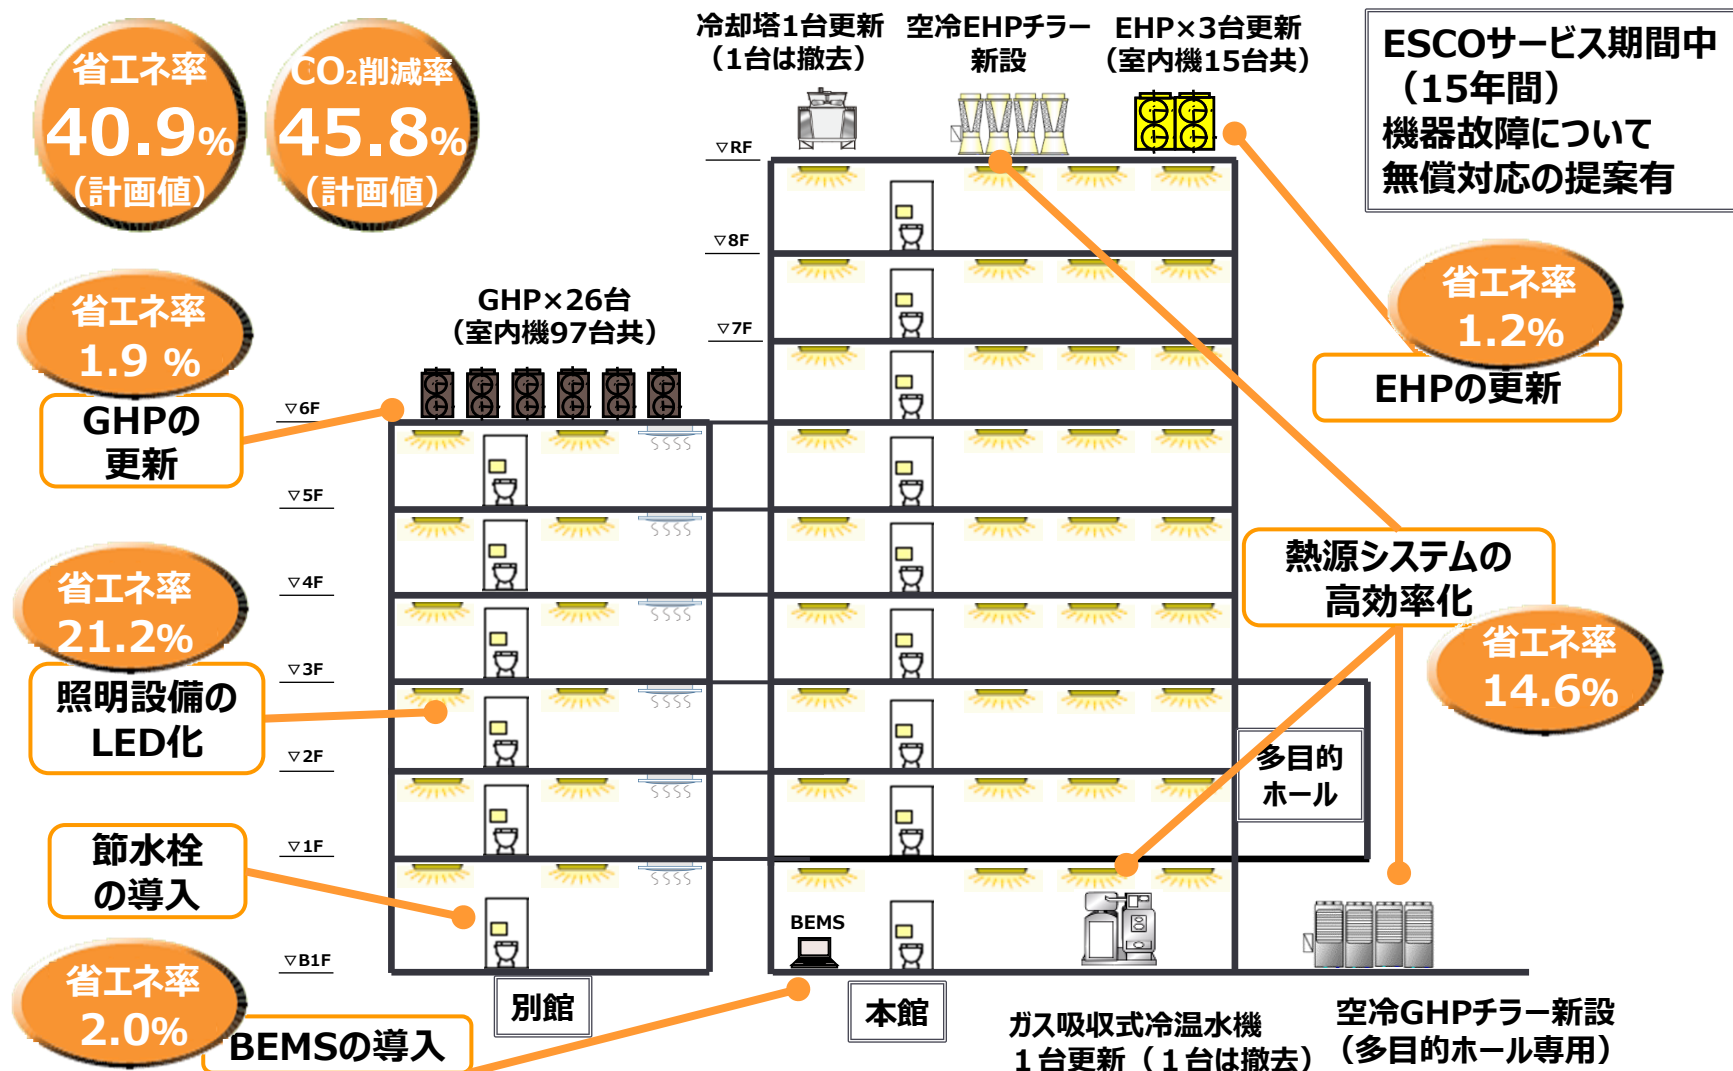 省エネ率
40.9%
(計画値)
CO₂削減率
45.8%
(計画値)
冷却塔1台更新
（1台は撤去）
空冷EHPチラー
新設
EHP×3台更新
（室内機15台共）
ESCOサービス期間中
（15年間）
機器故障について
無償対応の提案有
▽RF
▽8F
▽7F
▽6F
▽5F
▽4F
▽3F
▽2F
▽1F
▽B1F
GHP×26台
（室内機97台共）
省エネ率
1.9 %
GHPの
更新
省エネ率
1.2%
EHPの更新
省エネ率
21.2%
照明設備の
LED化
熱源システムの
高効率化
省エネ率
14.6%
多目的
ホール
節水栓
の導入
BEMS
省エネ率
2.0%
BEMSの導入
別館
本館
ガス吸収式冷温水機
１台更新（１台は撤去）
空冷GHPチラー新設
（多目的ホール専用）